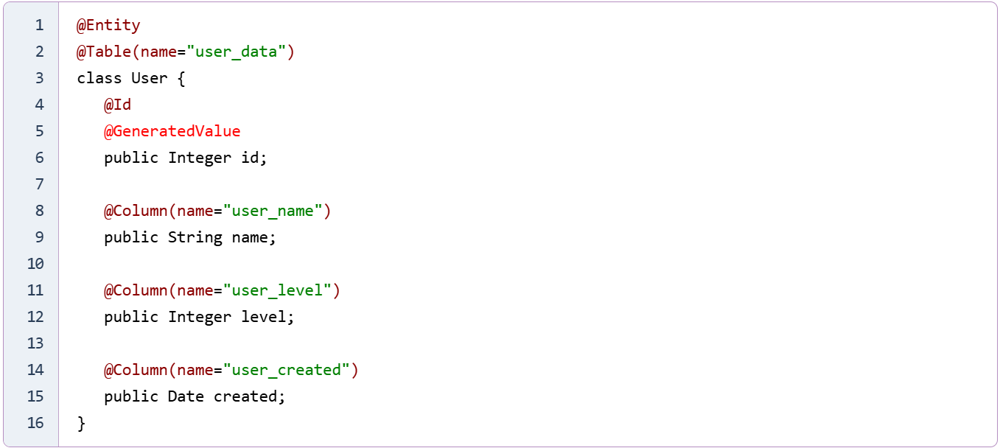 1 @Entity
2 @Table(name="user_data")
3 class User {
4 @Id
5 @GeneratedValue
6 public Integer id;
7
8 @Column(name="user_name")
9 public String name;
10
11 @Column(name="user_level")
12 public Integer level;
13
14 @Column(name="user_created")
15 public Date created;
16 }